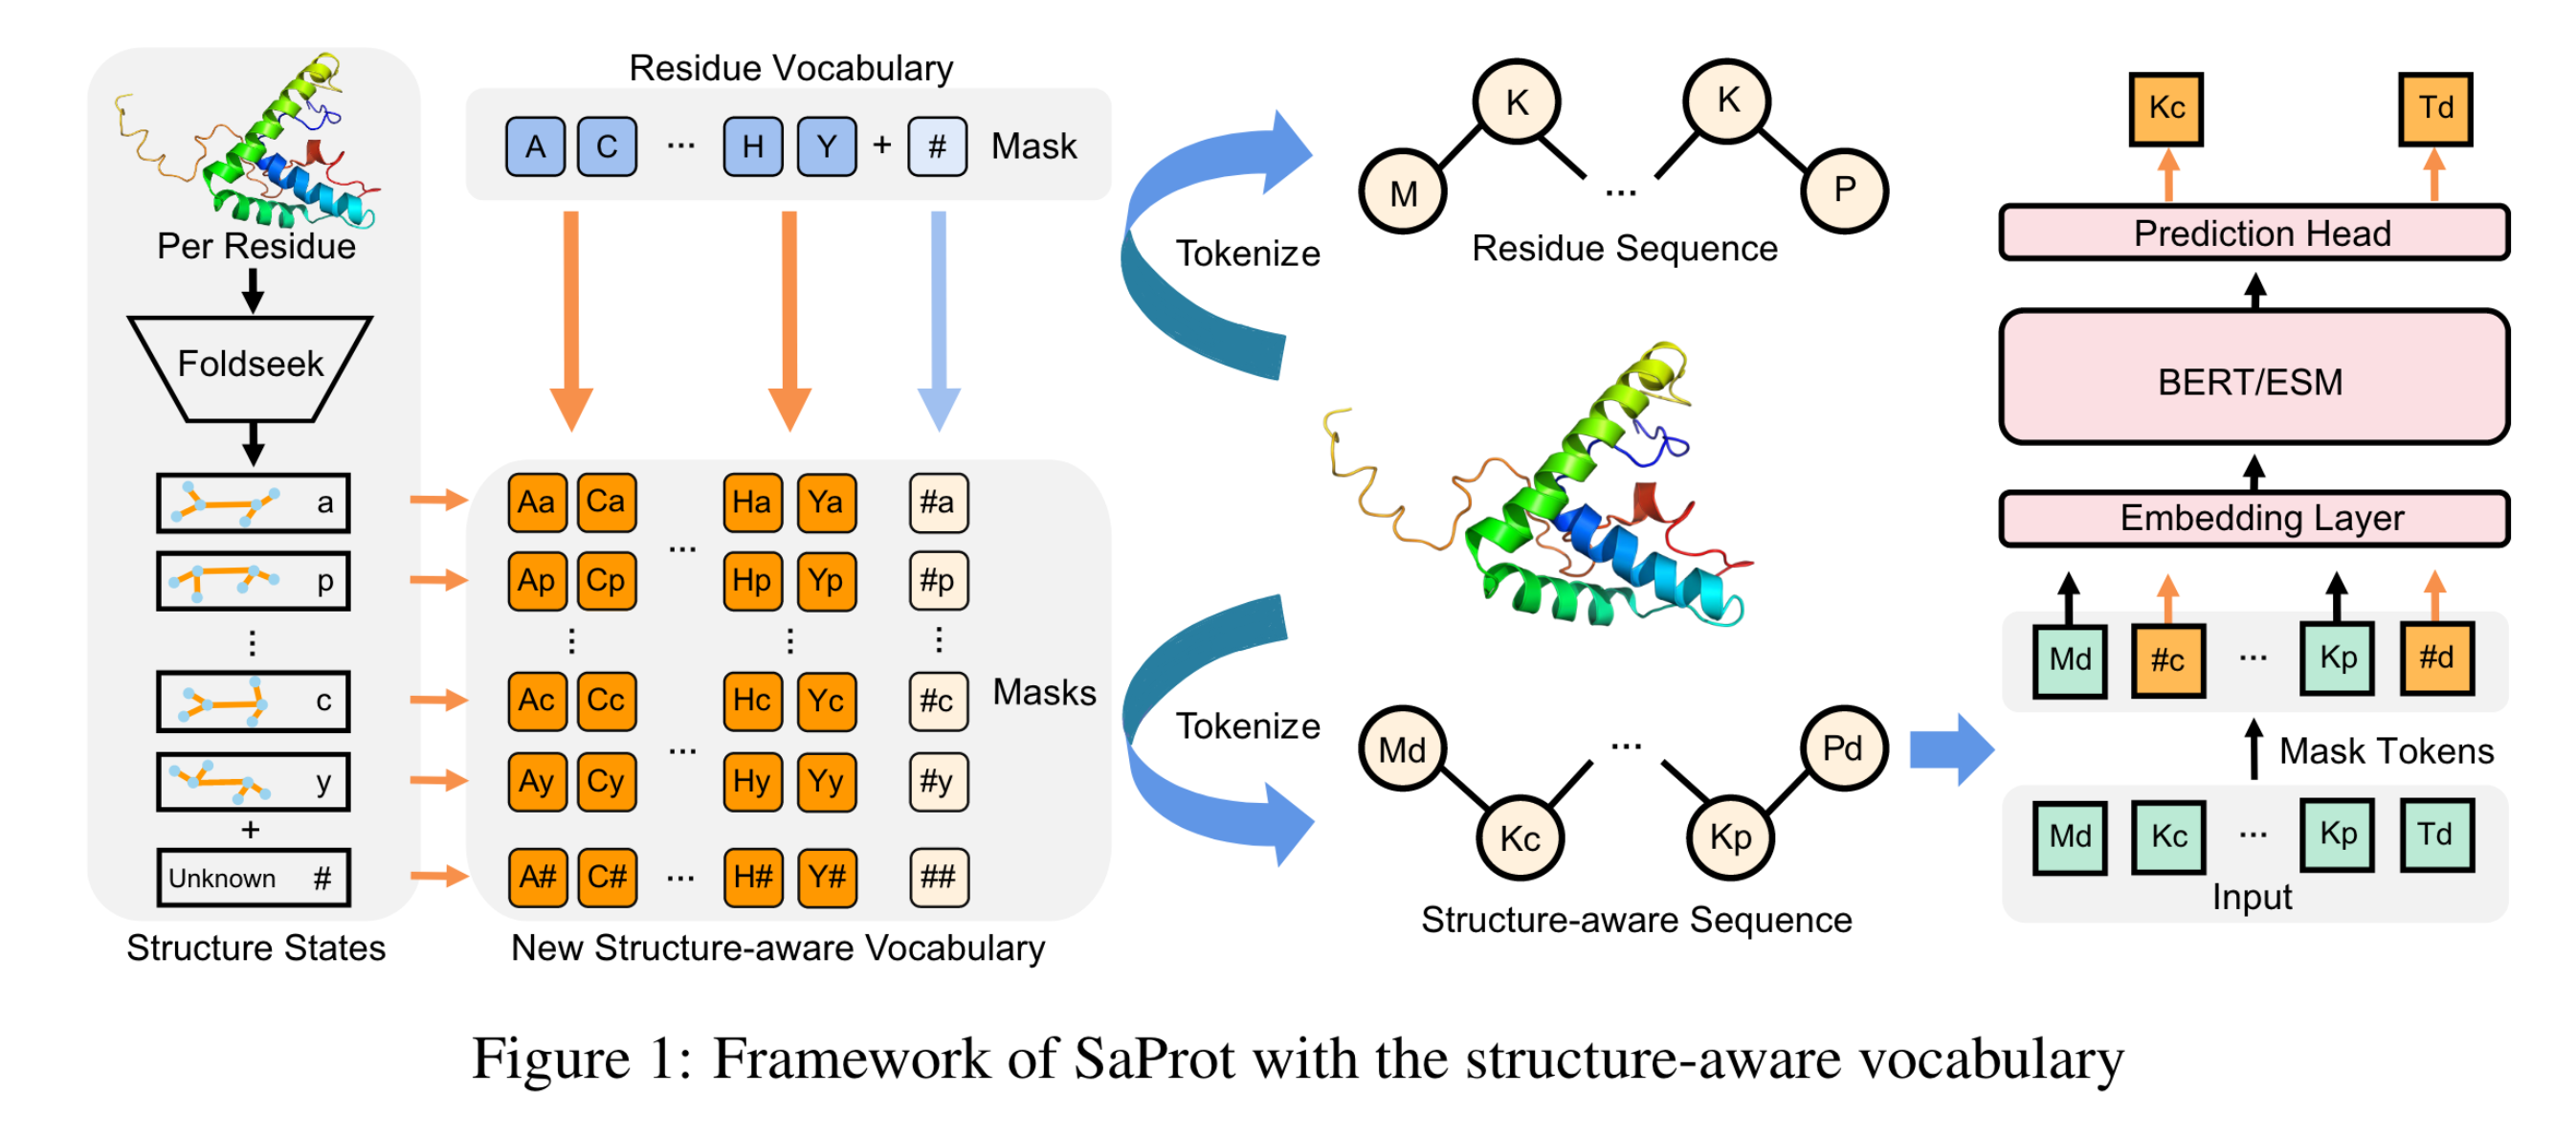 Per Residue
Foldseek
a
p
⋮
c
y
+
Unknown #
Structure States
Residue Vocabulary
A C ... H Y + # Mask
Aa Ca Ha Ya #a
...
Ap Cp Hp Yp #p
⋮ ⋮ ⋮
Ac Cc Hc Yc #c Masks
...
Ay Cy Hy Yy #y
A# C# ... H# Y# ##
New Structure-aware Vocabulary
Tokenize
M K ... K P
Residue Sequence
Tokenize
Md Kc ... Kp Pd
Structure-aware Sequence
Kc Td
Prediction Head
BERT/ESM
Embedding Layer
Md #c ... Kp #d
Mask Tokens
Md Kc ... Kp Td
Input
Figure 1: Framework of SaProt with the structure-aware vocabulary